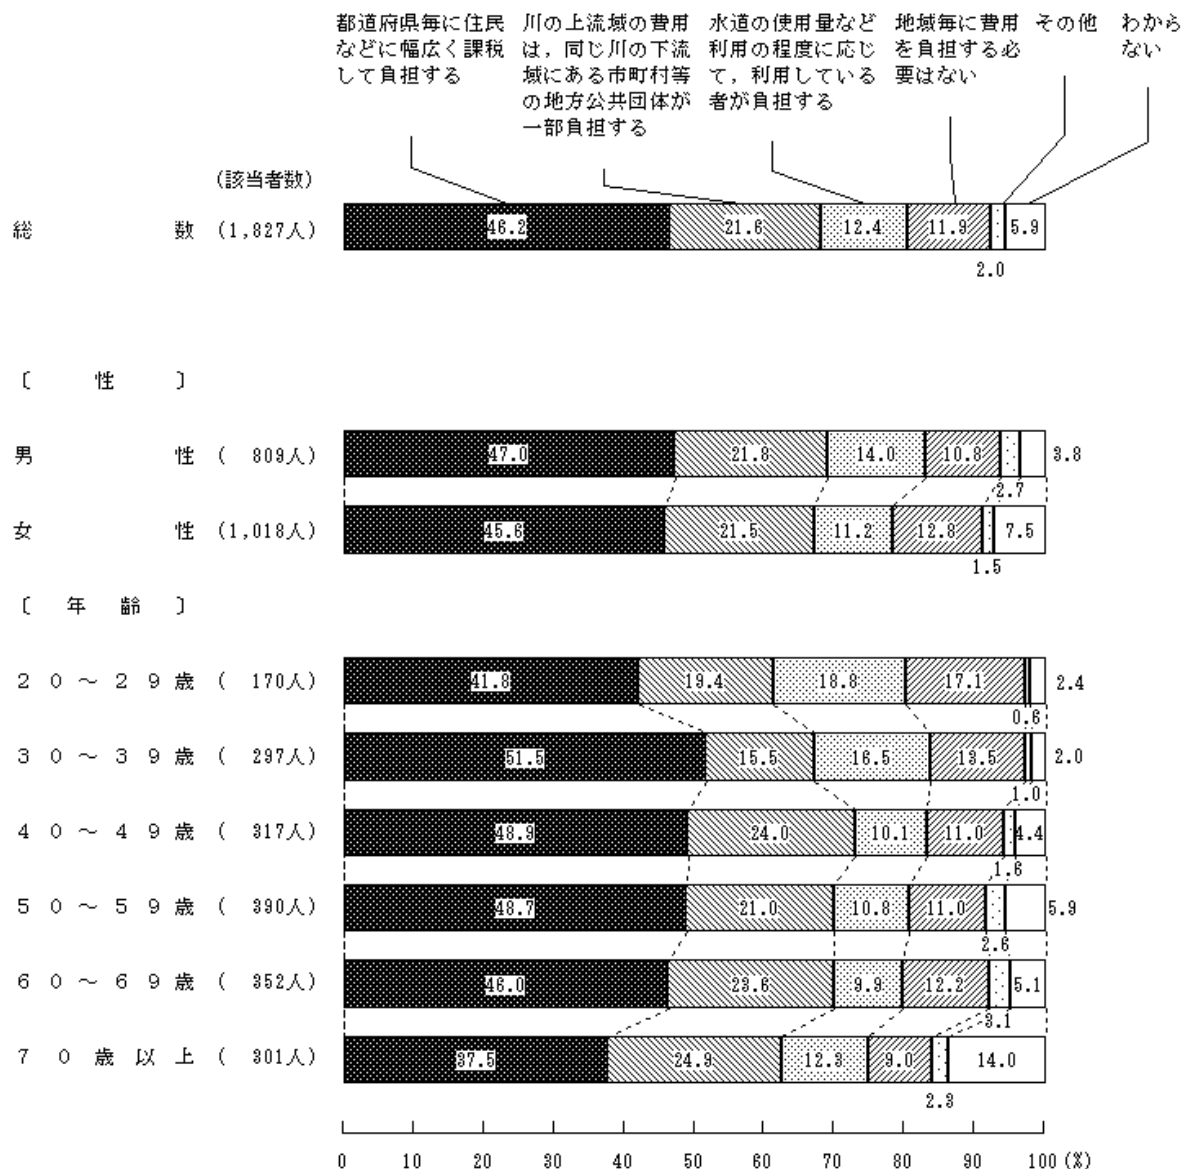 都道府県毎に住民
などに幅広く課税
して負担する
川の上流域の費用
は，同じ川の下流
域にある市町村等
の地方公共団体が
一部負担する
水道の使用量など
利用の程度に応じ
て，利用している
者が負担する
地域毎に費用
を負担する必
要はない
その他
わから
ない
(該当者数)
総 数 (1,827人) 46.2 21.6 12.4 11.9 5.9
2.0
〔 性 〕
男 性 ( 809人) 47.0 21.8 14.0 10.8 3.8
2.7
女 性 (1,018人) 45.6 21.5 11.2 12.8 7.5
1.5
〔 年 齢 〕
２０～２９歳 ( 170人) 41.8 19.4 18.8 17.1 2.4
0.6
３０～３９歳 ( 297人) 51.5 15.5 16.5 13.5 2.0
1.0
４０～４９歳 ( 317人) 48.9 24.0 10.1 11.0 4.4
1.6
５０～５９歳 ( 390人) 48.7 21.0 10.8 11.0 5.9
2.6
６０～６９歳 ( 352人) 46.0 23.6 9.9 12.2 5.1
3.1
７０歳以上 ( 301人) 37.5 24.9 12.3 9.0 14.0
2.3
0 10 20 30 40 50 60 70 80 90 100 (%)